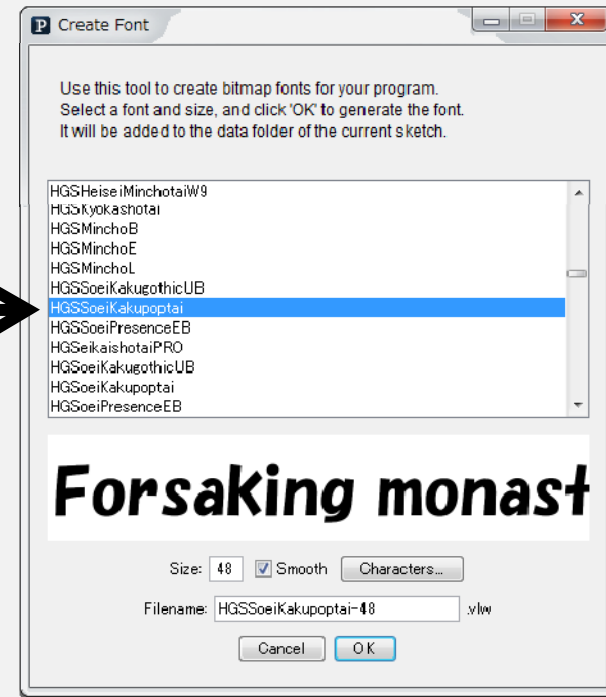 Create Font
Use this tool to create bitmap fonts for your program.
Select a font and size, and click 'OK' to generate the font.
It will be added to the data folder of the current sketch.
HGSHeiseiMinchotaiW9
HGSKyokashotai
HGSMinchoB
HGSMinchoE
HGSMinchoL
HGSSoeiKakugothicUB
HGSSoeiKakupoptai
HGSSoeiPresenceEB
HGSeikaishotaiPRO
HGSoeiKakugothicUB
HGSoeiKakupoptai
HGSoeiPresenceEB
Forsaking monast
Size: 48 Smooth Characters...
Filename: HGSSoeiKakupoptai-48 .vlw
Cancel OK